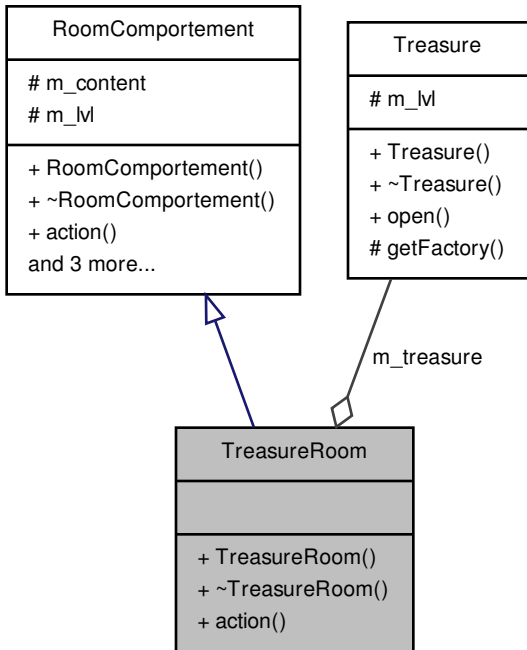 RoomComportement
# m_content
# m_lvl
+ RoomComportement()
+ ~RoomComportement()
+ action()
and 3 more...
Treasure
# m_lvl
+ Treasure()
+ ~Treasure()
+ open()
# getFactory()
m_treasure
TreasureRoom
+ TreasureRoom()
+ ~TreasureRoom()
+ action()